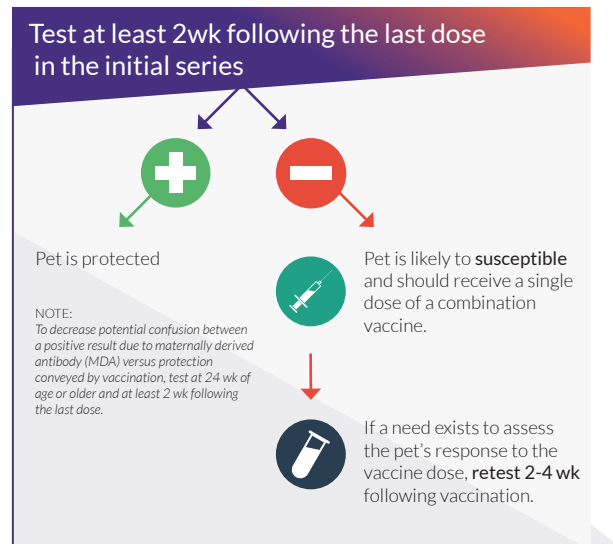 Test at least 2wk following the last dose
in the initial series
Pet is protected
NOTE:
To decrease potential confusion between
a positive result due to maternally derived
antibody (MDA) versus protection
conveyed by vaccination, test at 24 wk of
age or older and at least 2 wk following
the last dose.
Pet is likely to susceptible
and should receive a single
dose of a combination
vaccine.
If a need exists to assess
the pet's response to the
vaccine dose, retest 2-4 wk
following vaccination.